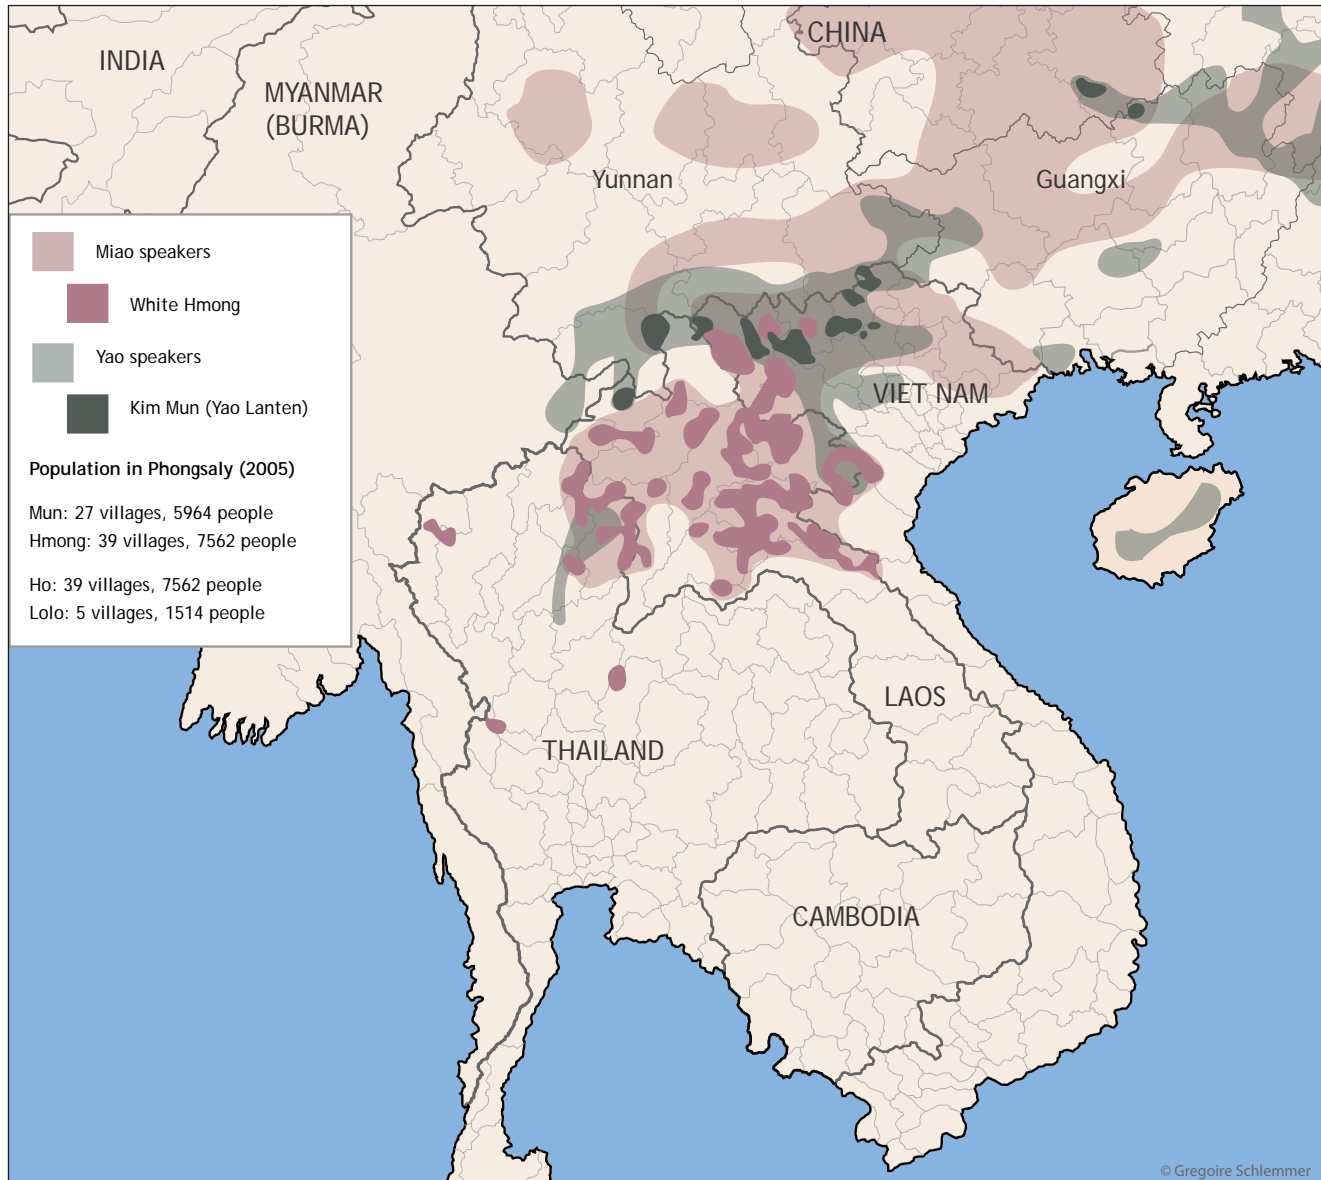 INDIA
MYANMAR
(BURMA)
CHINA
Yunnan
Guangxi
Miao speakers
White Hmong
Yao speakers
Kim Mun (Yao Lanten)
Population in Phongsaly (2005)
Mun: 27 villages, 5964 people
Hmong: 39 villages, 7562 people
Ho: 39 villages, 7562 people
Lolo: 5 villages, 1514 people
VIET NAM
LAOS
THAILAND
CAMBODIA
© Gregoire Schlemmer